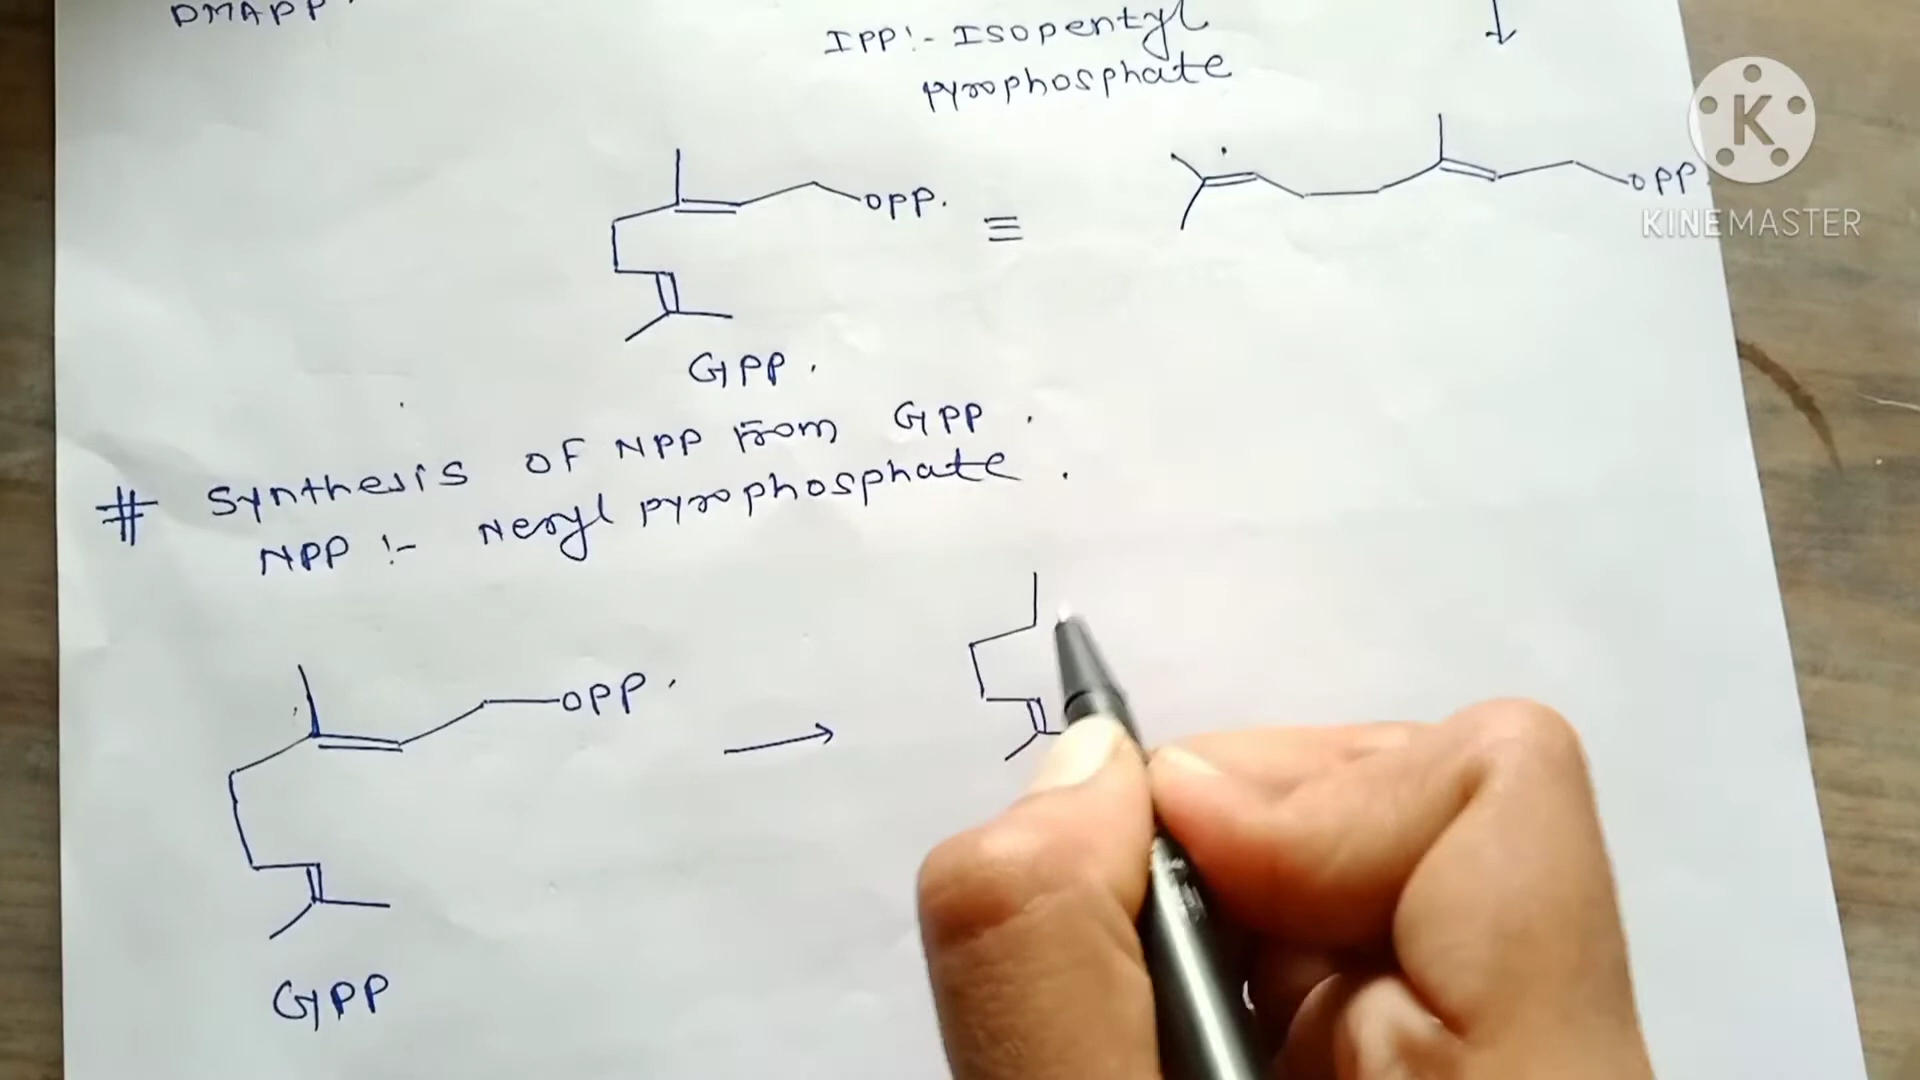 DMAPP.
IPP :- Isopentyl
pyrophosphate
OPP.
≡
OPP.
K
KINEMASTER
GPP.
# Synthesis OF NPP From GPP.
NPP :- Neryl pyrophosphate.
OPP.
GPP